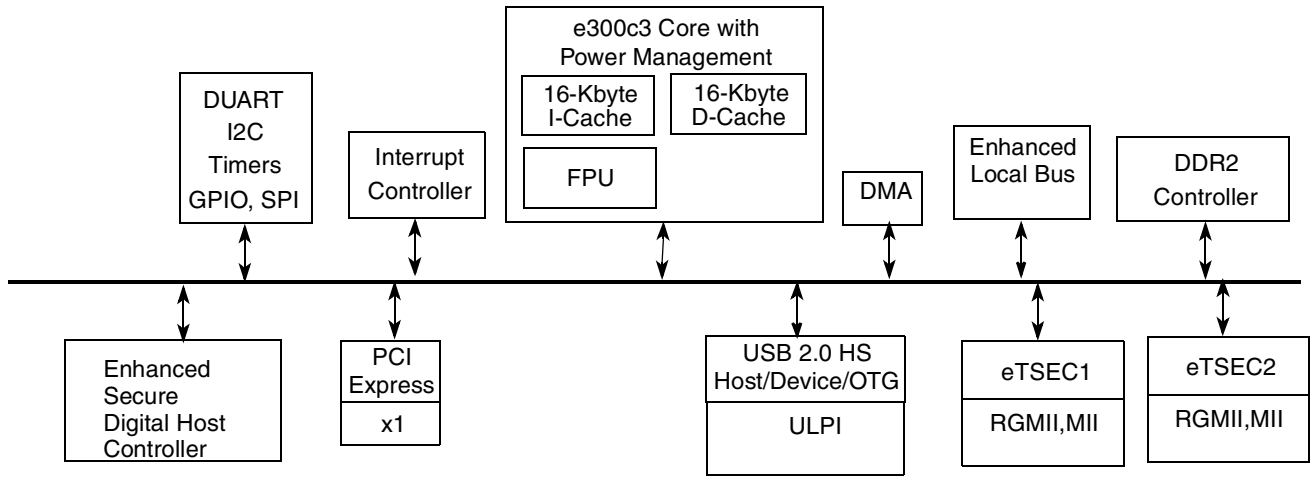 e300c3 Core with
Power Management
16-Kbyte
I-Cache
16-Kbyte
D-Cache
FPU
DUART
I2C
Timers
GPIO, SPI
Interrupt
Controller
DMA
Enhanced
Local Bus
DDR2
Controller
Enhanced
Secure
Digital Host
Controller
PCI
Express
x1
USB 2.0 HS
Host/Device/OTG
ULPI
eTSEC1
RGMII,MII
eTSEC2
RGMII,MII